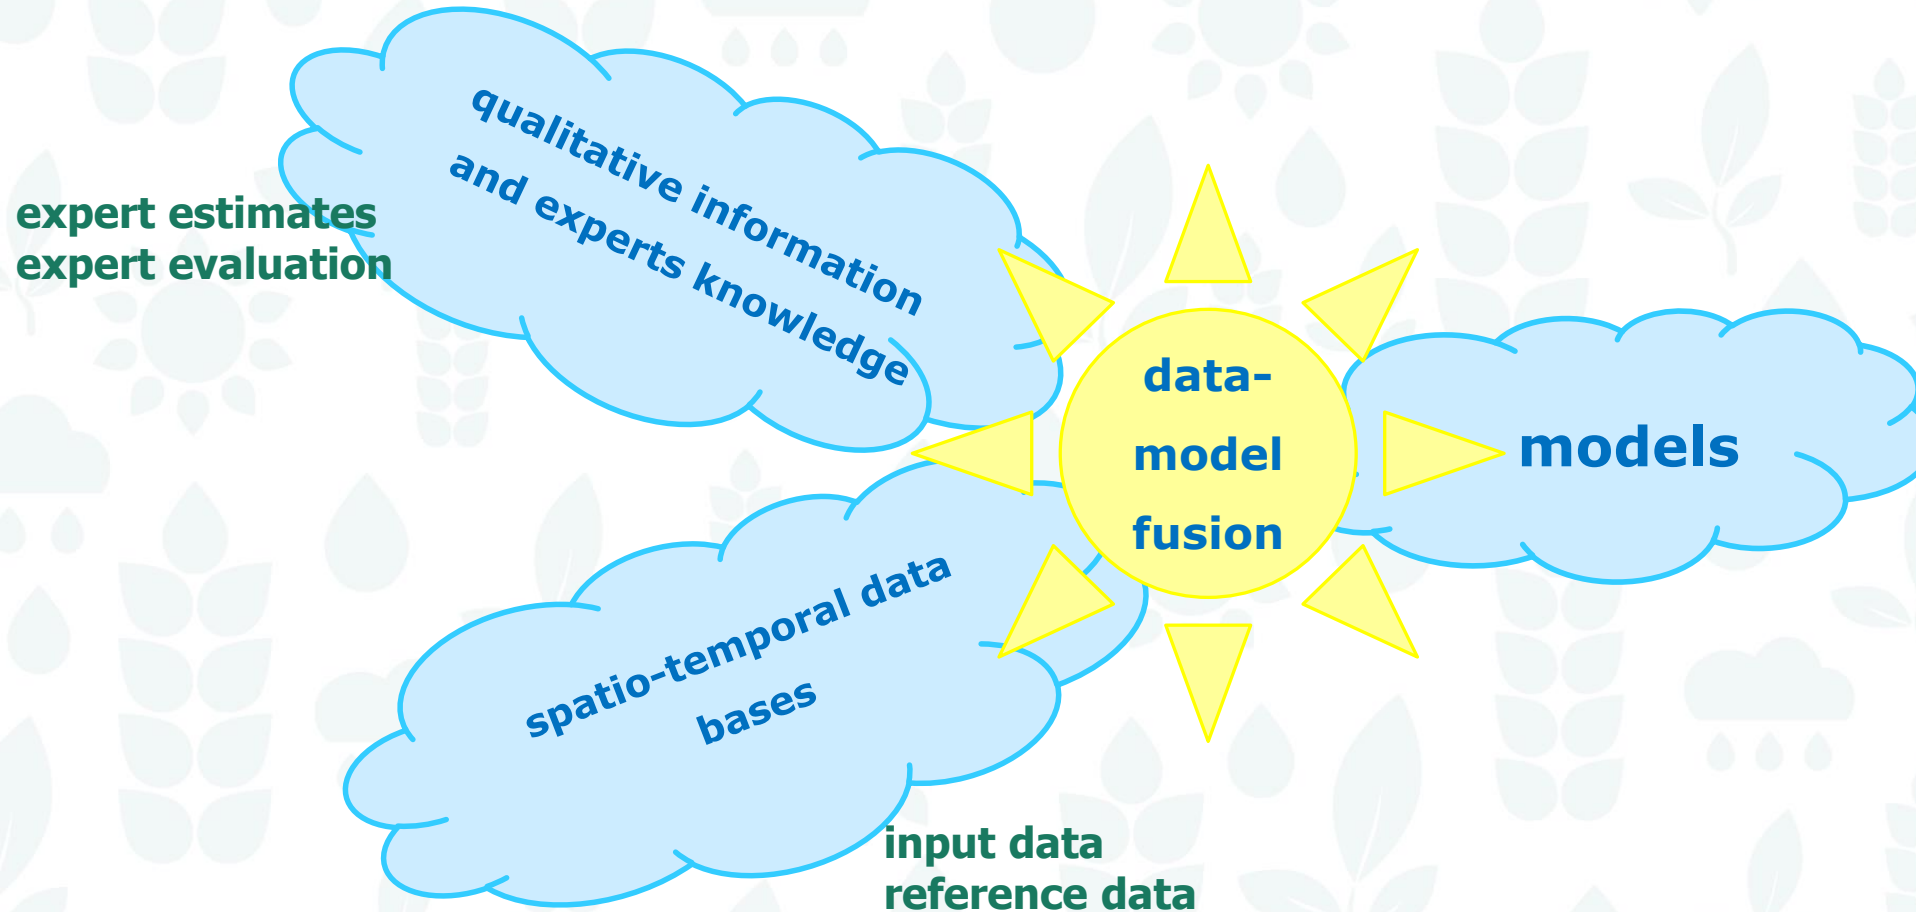 qualitative information
and experts knowledge
expert estimates
expert evaluation
data-
model
fusion
models
spatio-temporal data
bases
input data
reference data